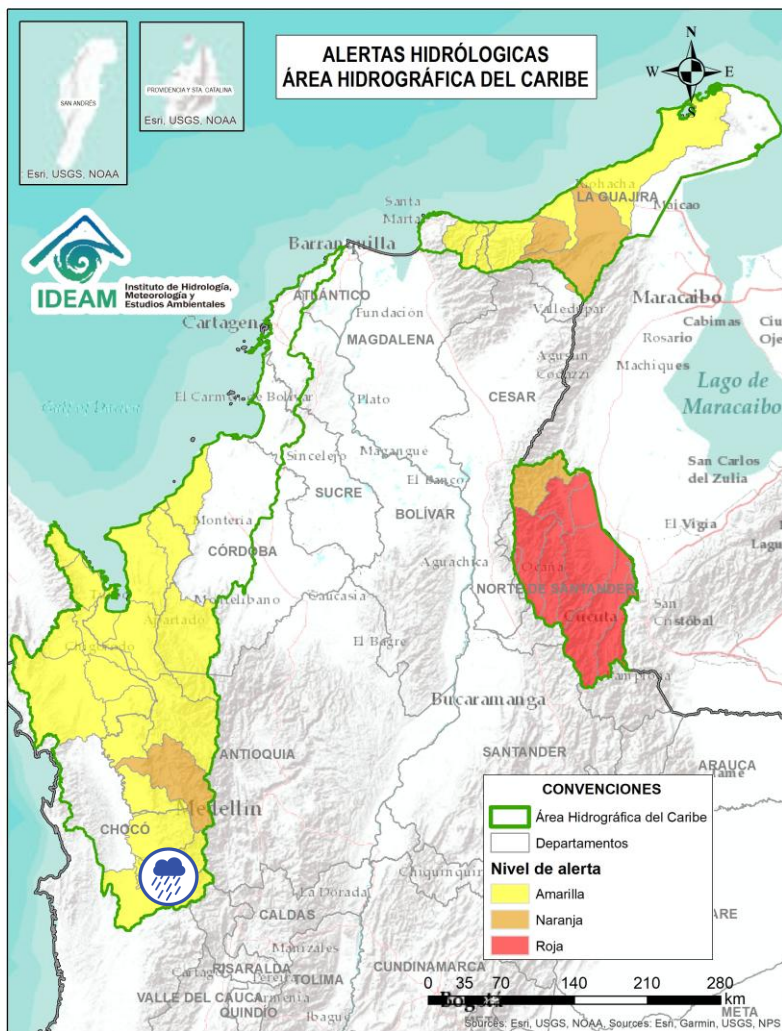 ALERTAS HIDRÓLOGICAS
ÁREA HIDROGRÁFICA DEL CARIBE
N
W
E
S
SAN ANDRÉS
Esri, USGS, NOAA
PROVIDENCIA Y STA. CATALINA
Esri, USGS, NOAA
IDEAM
Instituto de Hidrología,
Meteorología y
Estudios Ambientales
Riohacha
LA GUAJIRA
Maicao
Santa
Marta
Barranquilla
ATLÁNTICO
Cartagena
Fundación
MAGDALENA
Valledupar
Maracaibo
Cabimas
Rosario
Machiques
Agustín
Codazzi
CESAR
Lago de
Maracaibo
El Carmen de Bolívar
Plato
Sincelejo
Magangue
SUCRE
El Banco
BOLÍVAR
San Carlos
del Zulia
El Vigía
Montería
CÓRDOBA
Aguachica
Ocaña
NORTE DE SANTANDER
Cúcuta
San
Cristóbal
Montelibano
Caucasia
Apartado
El Bagre
Bucaramanga
Pamplona
ANTIOQUIA
SANTANDER
ARAUCA
Medellín
CHOCÓ
La Dorada
CALDAS
Manizales
RISARALDA
TOLIMA
CUNDINAMARCA
VALLE DEL CAUCA
QUINDÍO
Ibague
Bogotá
META
META
CONVENCIONES
Área Hidrográfica del Caribe
Departamentos
Nivel de alerta
Amarilla
Naranja
Roja
0 35 70 140 210 280
km
Sources: Esri, USGS, NOAA, Sources: Esri, Garmin, USGS, NPS